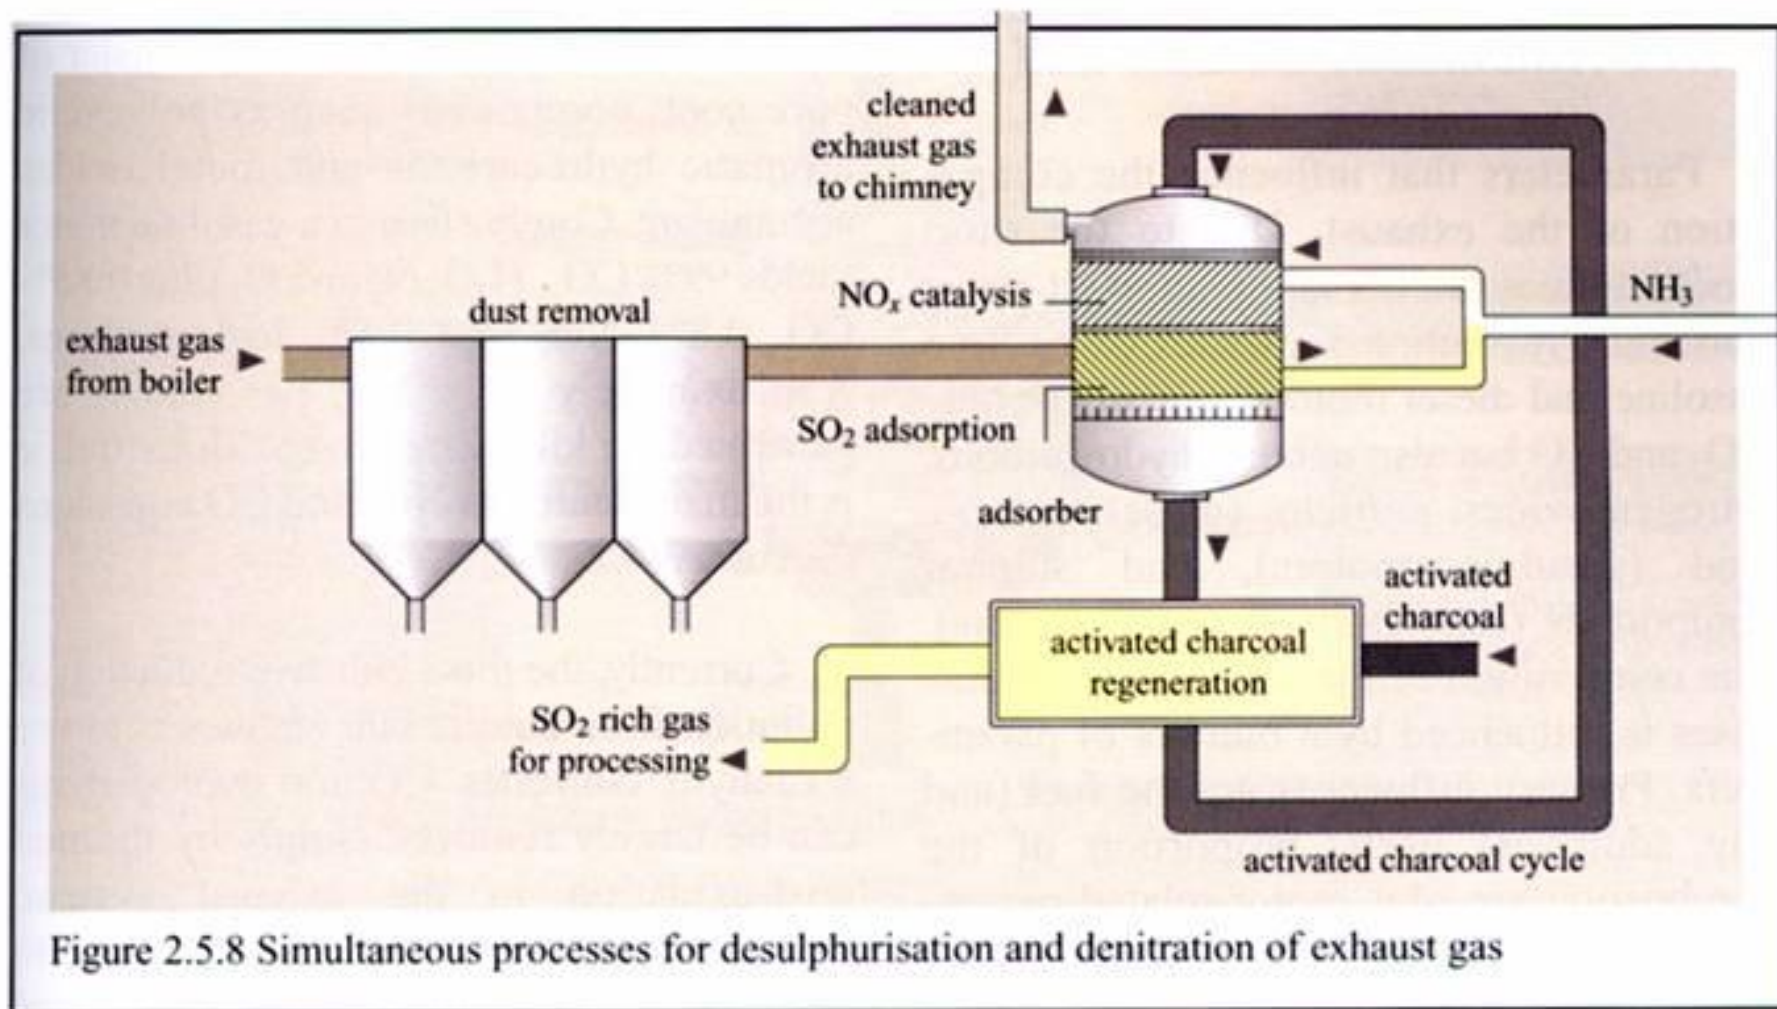 cleaned
exhaust gas
to chimney
NOₓ catalysis
NH₃
dust removal
exhaust gas
from boiler
SO₂ adsorption
adsorber
activated
charcoal
activated charcoal
regeneration
SO₂ rich gas
for processing
activated charcoal cycle
Figure 2.5.8 Simultaneous processes for desulphurisation and denitration of exhaust gas